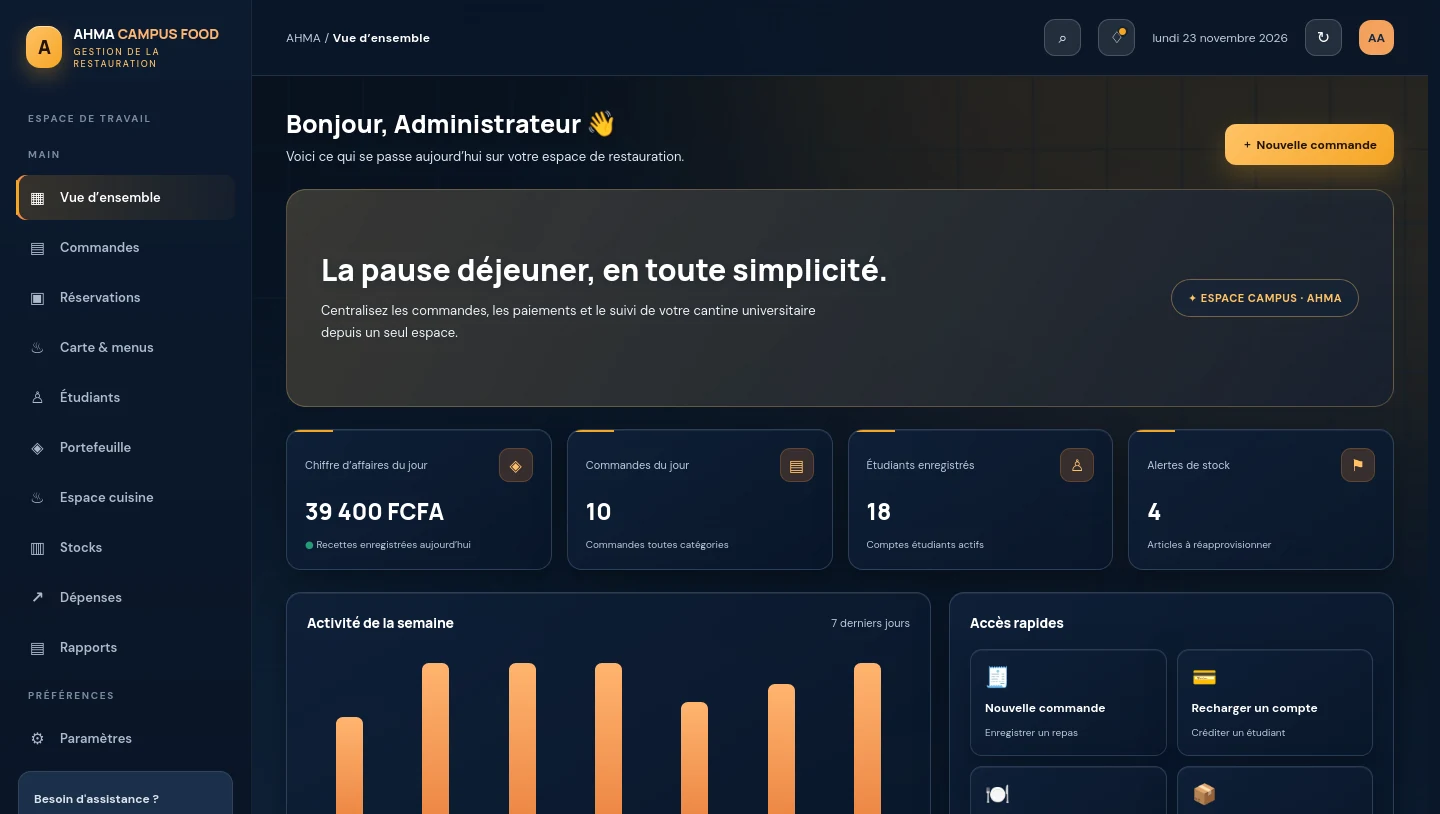 A
AHMA CAMPUS FOOD
GESTION DE LA
RESTAURATION
ESPACE DE TRAVAIL
MAIN
Vue d’ensemble
Commandes
Réservations
Carte & menus
Étudiants
Portefeuille
Espace cuisine
Stocks
Dépenses
Rapports
PRÉFÉRENCES
Paramètres
Besoin d'assistance ?
AHMA / Vue d’ensemble
lundi 23 novembre 2026
AA
Bonjour, Administrateur 👋
Voici ce qui se passe aujourd’hui sur votre espace de restauration.
+ Nouvelle commande
La pause déjeuner, en toute simplicité.
Centralisez les commandes, les paiements et le suivi de votre cantine universitaire
depuis un seul espace.
✦ ESPACE CAMPUS · AHMA
Chiffre d’affaires du jour
39 400 FCFA
Recettes enregistrées aujourd’hui
Commandes du jour
10
Commandes toutes catégories
Étudiants enregistrés
18
Comptes étudiants actifs
Alertes de stock
4
Articles à réapprovisionner
Activité de la semaine
7 derniers jours
Accès rapides
Nouvelle commande
Enregistrer un repas
Recharger un compte
Créditer un étudiant